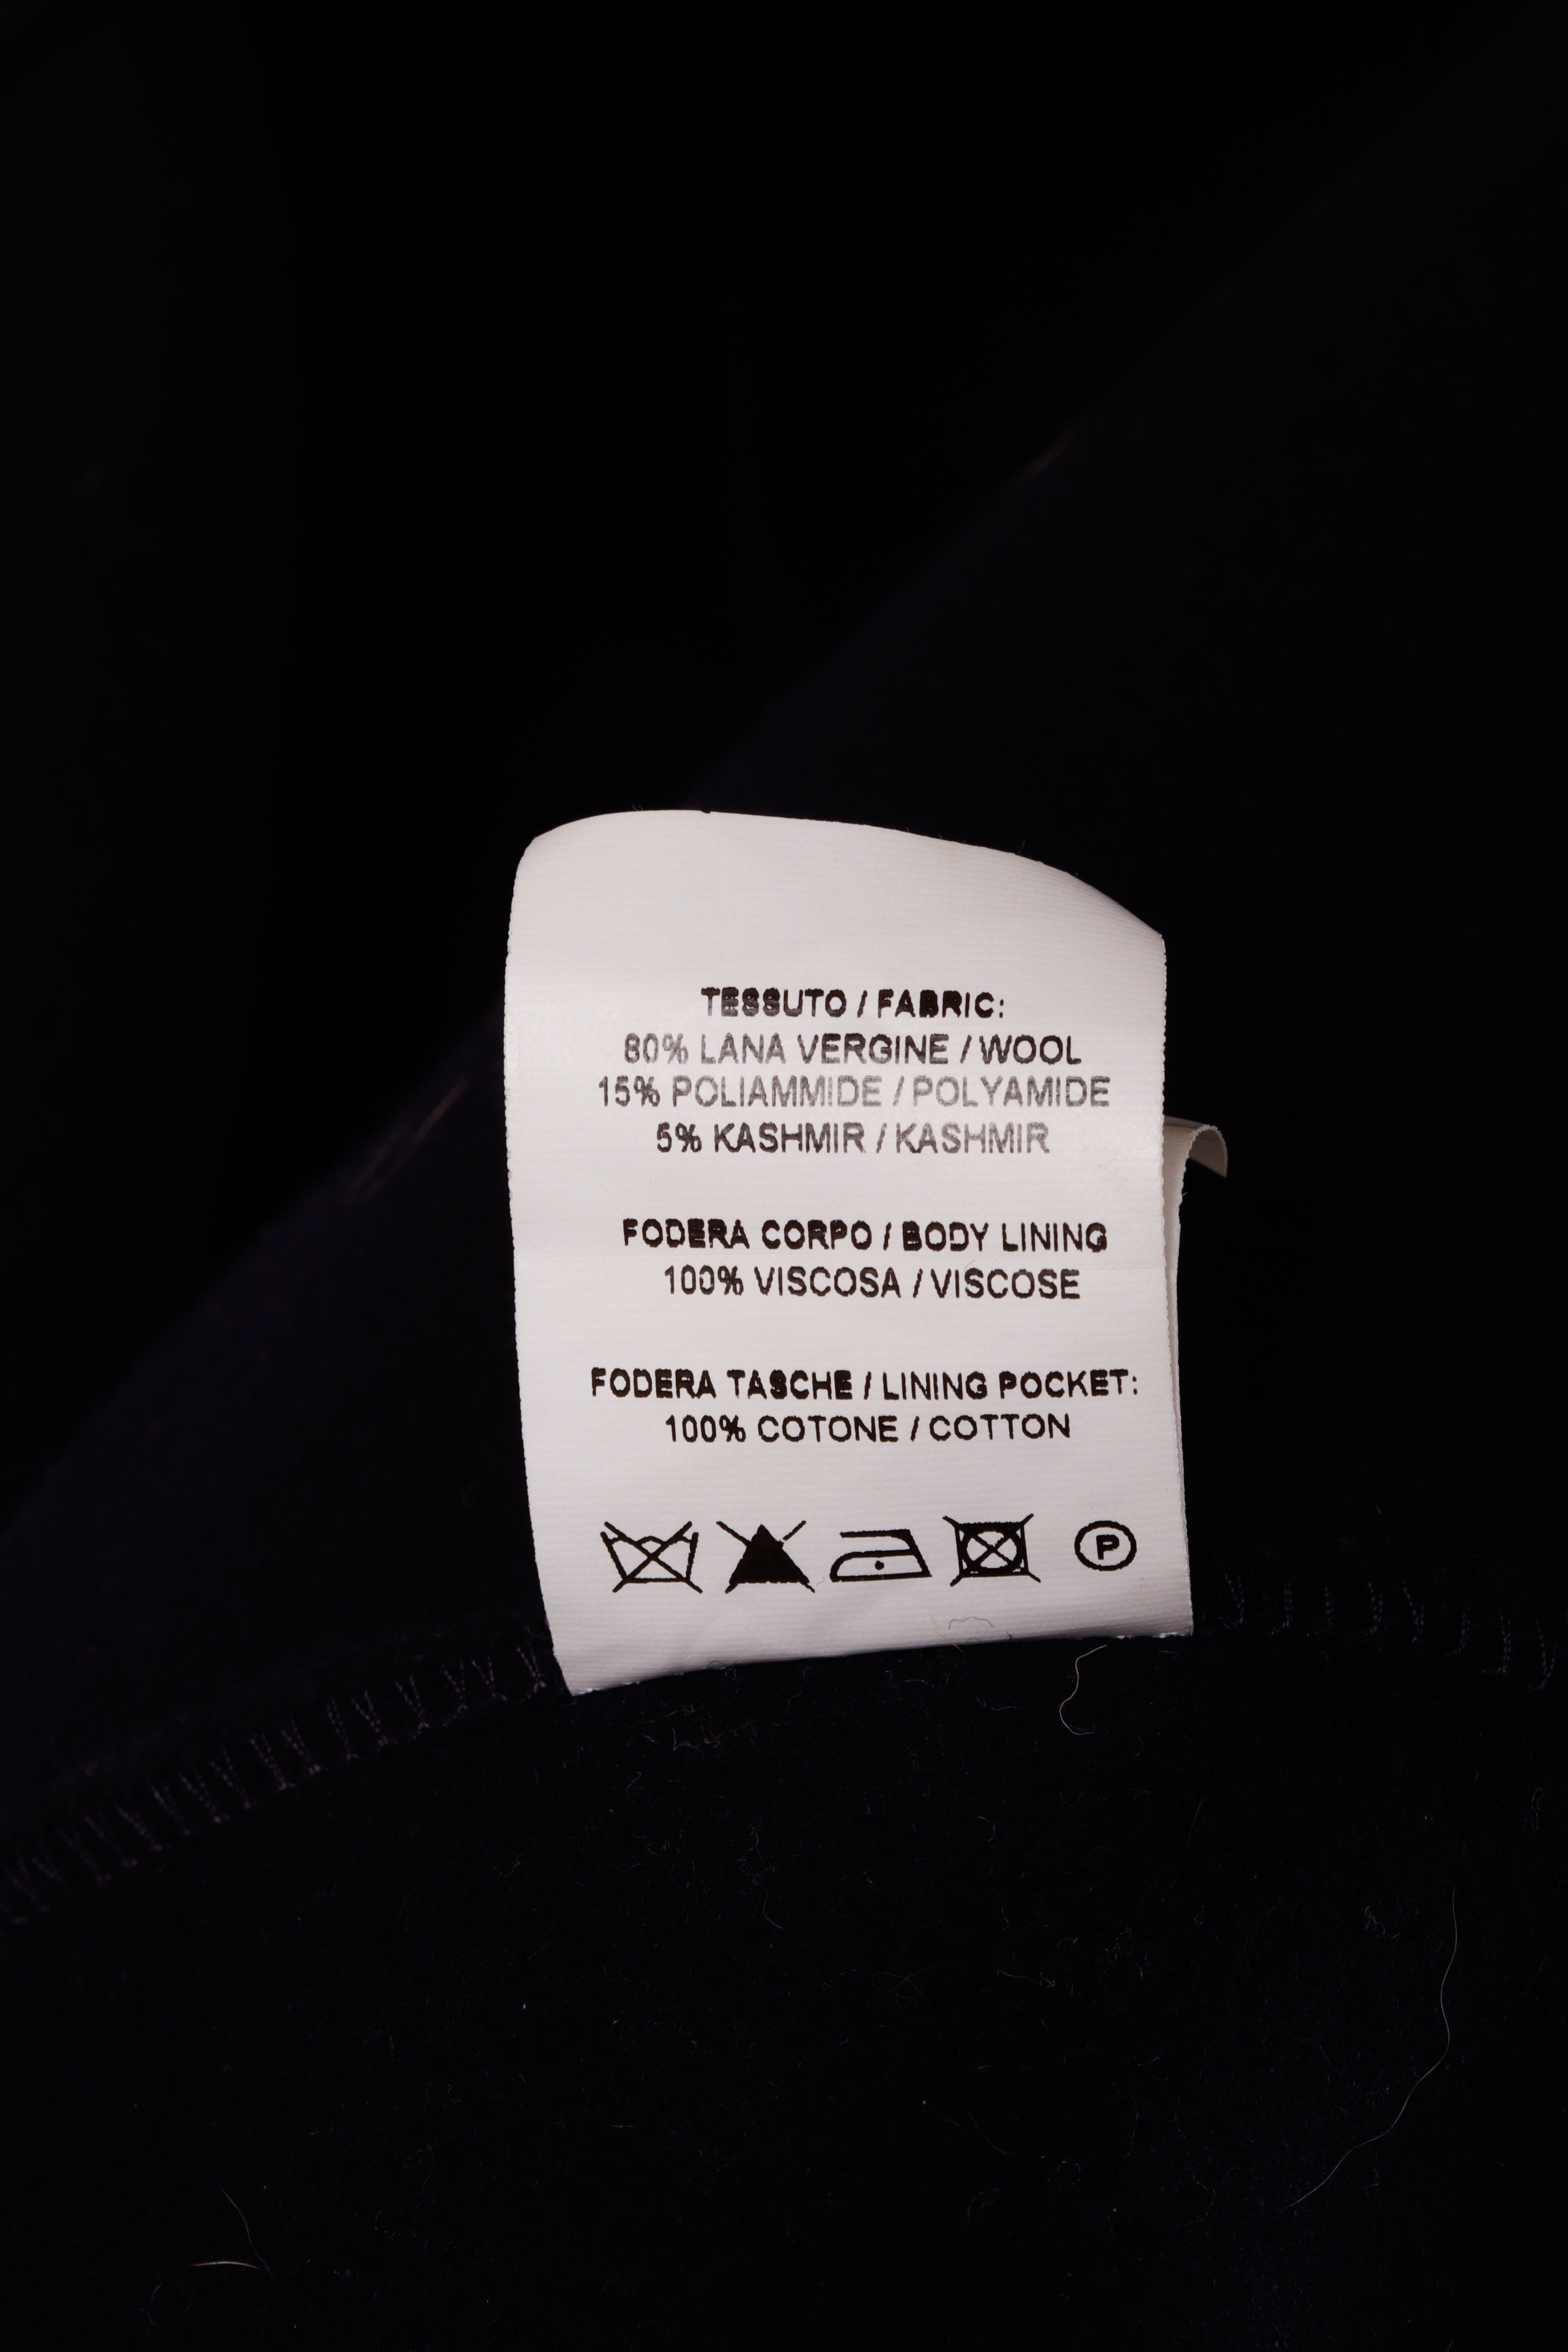 TESSUTO / FABRIC:
80% LANA VERGINE / WOOL
15% POLIAMMIDE / POLYAMIDE
5% KASHMIR / KASHMIR
FODERA CORPO / BODY LINING
100% VISCOSA / VISCOSE
FODERA TASCHE / LINING POCKET:
100% COTONE / COTTON
P